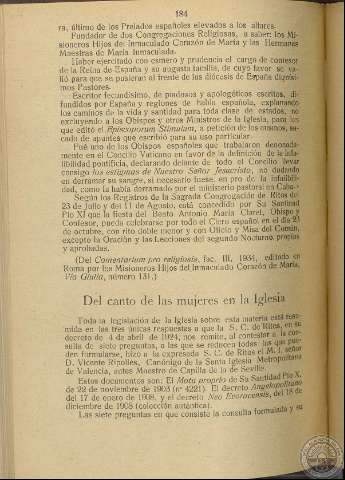 184
ra, último de los Prelados españoles elevados a los altares.
Fundador de dos Congregaciones Religiosas, a saber: los Misioneros Hijos de Inmaculado Corazón de María y las Hermanas
Maestras de María Inmaculada.
Haber ejercitado con esmero y prudencia el cargo de confesor
de la Reina de España y su augusta familia, de cuyo favor se valió para que se pusieran al frente de las diócesis de España dignísimos Pastores.
Escritor fecundísimo, de piadosos y apologéticos escritos, difundidos por España y regiones de habla española, explanando
los caminos de la vida y santidad para toda clase de estados, no
excluyendo a los Obispos y otros Ministros de la Iglesia, para los
que editó el Episcoporum Stimulum, a petición de los mismos, sacado de apuntes que escribió para su uso particular.
Fué uno de los Obispos españoles que trabajaron denodadamente en el Concilio Vaticano en favor de la definición de la infalibilidad pontificia, declarando delante de todo el Concilio llevar
consigo los estigmas de Nuestro Señor Jesucristo, no dudando
en derramar su sangre, si necesario fuese, en pro de la infalibilidad, como la había derramado por el ministerio pastoral en Cuba.
Según los Registros de la Sagrada Congregación de Ritos del
23 de Julio y del 11 de Agosto, está concedido por Su Santidad
Pío XI que la fiesta del Beato Antonio María Claret, Obispo y
Confesor, pueda celebrarse por todo el Clero español en el día 23
de octubre, con rito doble menor y con Oficio y Misa del Común,
excepto la Oración y las Lecciones del segundo Nocturno propias
y aprobadas.
(Del Comentarium pro religiosis, fac. III, 1934, editado en
Roma por los Misioneros Hijos del Inmaculado Corazón de María,
Vía Giulia, número 131.)
Del canto de las mujeres en la Iglesia
Toda la legislación de la Iglesia sobre esta materia está resumida en las tres únicas respuestas a que la S. C. de Ritos, en su
decreto de 4 de abril de 1924, nos remite, al contestar a la consulta de siete preguntas, a las que se reducen todas las que pueden formularse, hizo a la expresada S. C. de Ritos el M. I. señor
D. Vicente Ripollés, Canónigo de la Santa Iglesia Metropolitana
de Valencia, antes Maestro de Capilla de la de Sevilla.
Estos documentos son: El Motu proprio de Su Santidad Pío X,
de 22 de noviembre de 1903 (nº 4221). El decreto Angelopolitano
del 17 de enero de 1908, y el decreto Neo Eboracensis, del 18 de
diciembre de 1908 (colección auténtica).
Las siete preguntas en que consiste la consulta formulada y su